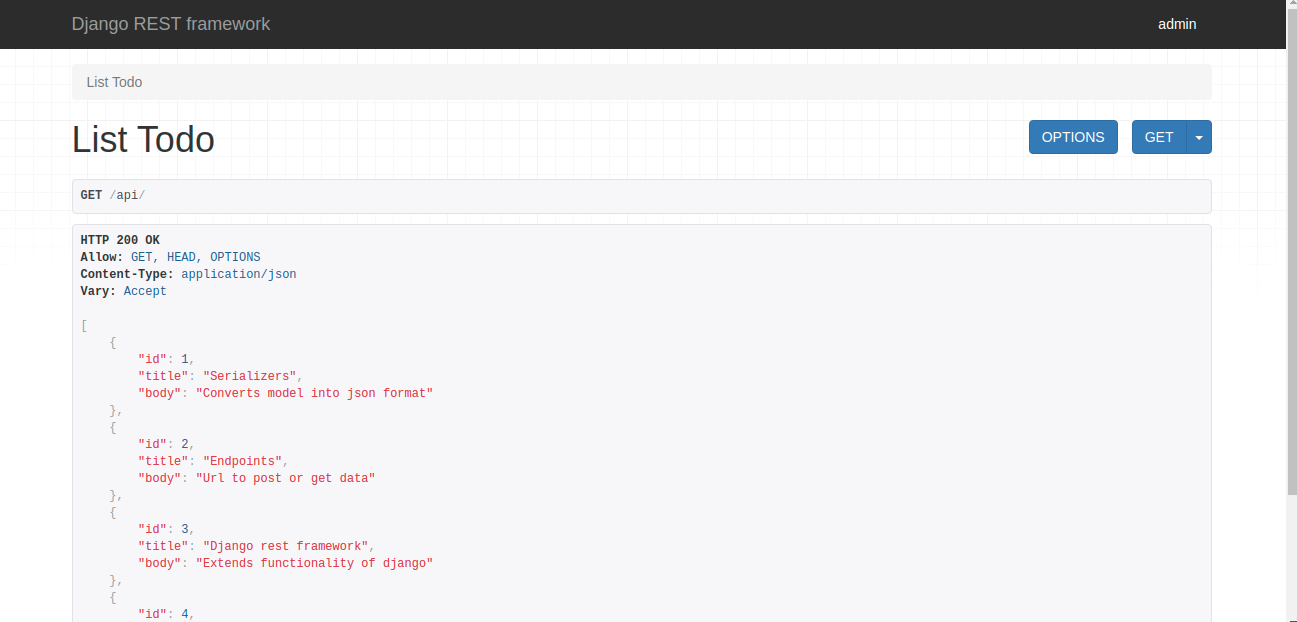 Django REST framework
admin
List Todo
List Todo
OPTIONS
GET
GET /api/
HTTP 200 OK
Allow: GET, HEAD, OPTIONS
Content-Type: application/json
Vary: Accept
[
    {
        "id": 1,
        "title": "Serializers",
        "body": "Converts model into json format"
    },
    {
        "id": 2,
        "title": "Endpoints",
        "body": "Url to post or get data"
    },
    {
        "id": 3,
        "title": "Django rest framework",
        "body": "Extends functionality of django"
    },
    {
        "id": 4,